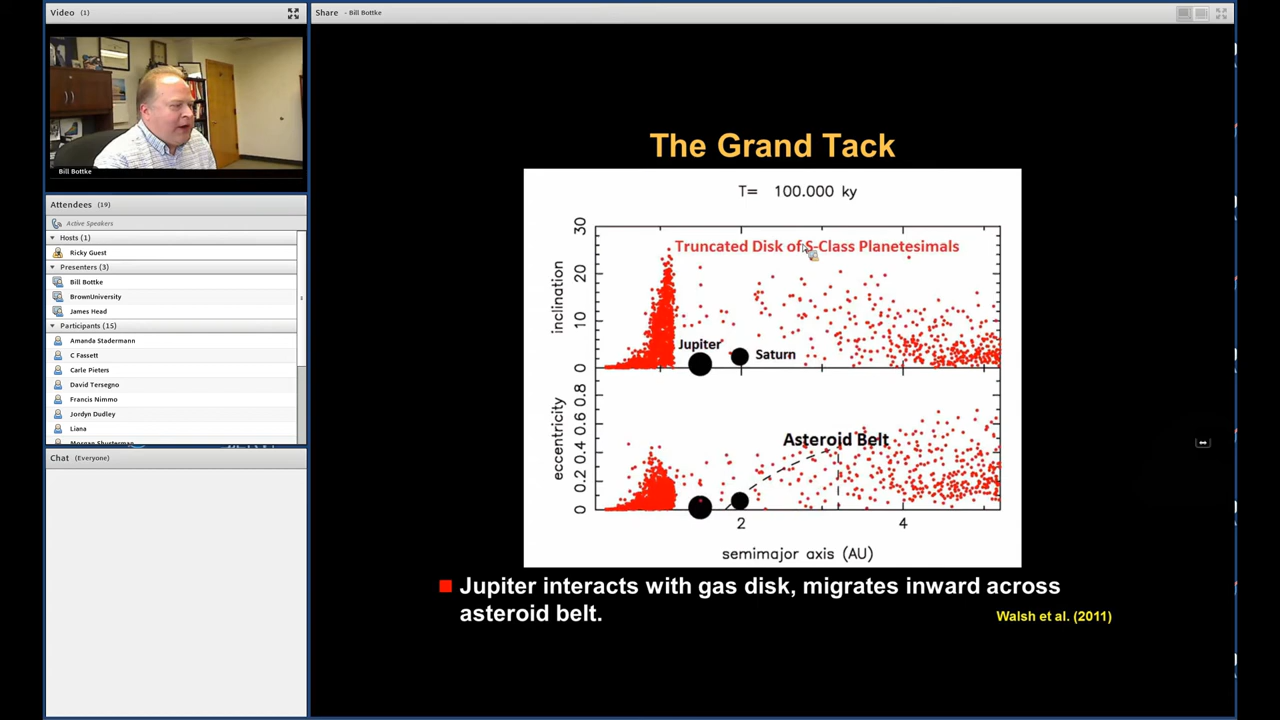 Video (1)
Bill Bottke
Attendees (19)
Active Speakers
Hosts (1)
Ricky Guest
Presenters (3)
Bill Bottke
BrownUniversity
James Head
Participants (15)
Amanda Stadermann
C Fassett
Carle Pieters
David Tersegno
Francis Nimmo
Jordyn Dudley
Liana
Morgan Shusterman
Chat (Everyone)
Share - Bill Bottke
The Grand Tack
T= 100.000 ky
30
20
10
0
inclination
Truncated Disk of S-Class Planetesimals
Jupiter
Saturn
0.8
0.6
0.4
0.2
0
eccentricity
Asteroid Belt
2
4
semimajor axis (AU)
Jupiter interacts with gas disk, migrates inward across
asteroid belt.
Walsh et al. (2011)